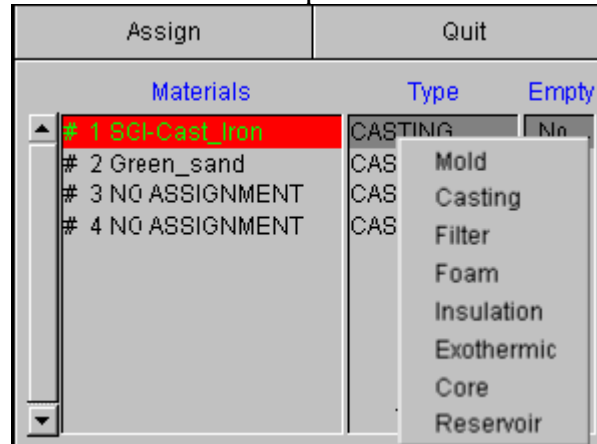 Assign Quit
Materials Type Empty
# 1 SGI-Cast_Iron CASTING No
# 2 Green_sand CAS
# 3 NO ASSIGNMENT CAS
# 4 NO ASSIGNMENT CAS
Mold
Casting
Filter
Foam
Insulation
Exothermic
Core
Reservoir